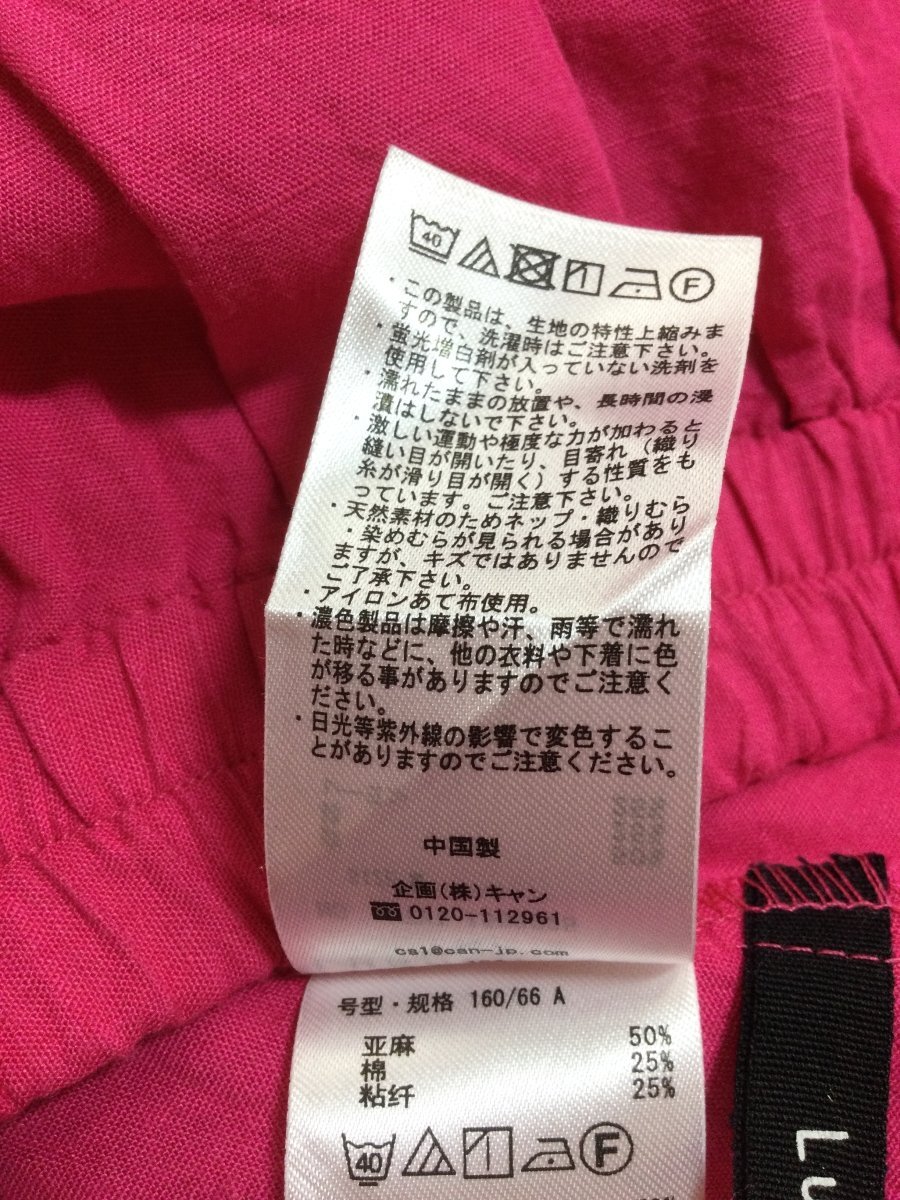 40 F
・この製品は、生地の特性上縮みま
すので、洗濯時はご注意下さい。
・蛍光増白剤が入っていない洗剤を
使用して下さい。
・濡れたままの放置や、長時間の浸
漬はしないで下さい。
・激しい運動や極度な力が加わると
縫い目が開いたり、目寄れ（織り
糸が滑り目が開く）する性質をも
っています。ご注意下さい。
・天然素材のためネップ・織りむら
・染めむらが見られる場合があり
ますが、キズではありませんので
ご了承下さい。
・アイロンあて布使用。
・濃色製品は摩擦や汗、雨等で濡れ
た時などに、他の衣料や下着に色
が移る事がありますのでご注意く
ださい。
・日光等紫外線の影響で変色するこ
とがありますのでご注意ください。
中国製
企画(株)キャン
0120-112961
ca1@can-jp.com
号型・规格 160/66 A
亚麻 50%
棉 25%
粘纤 25%
40 F
Lu